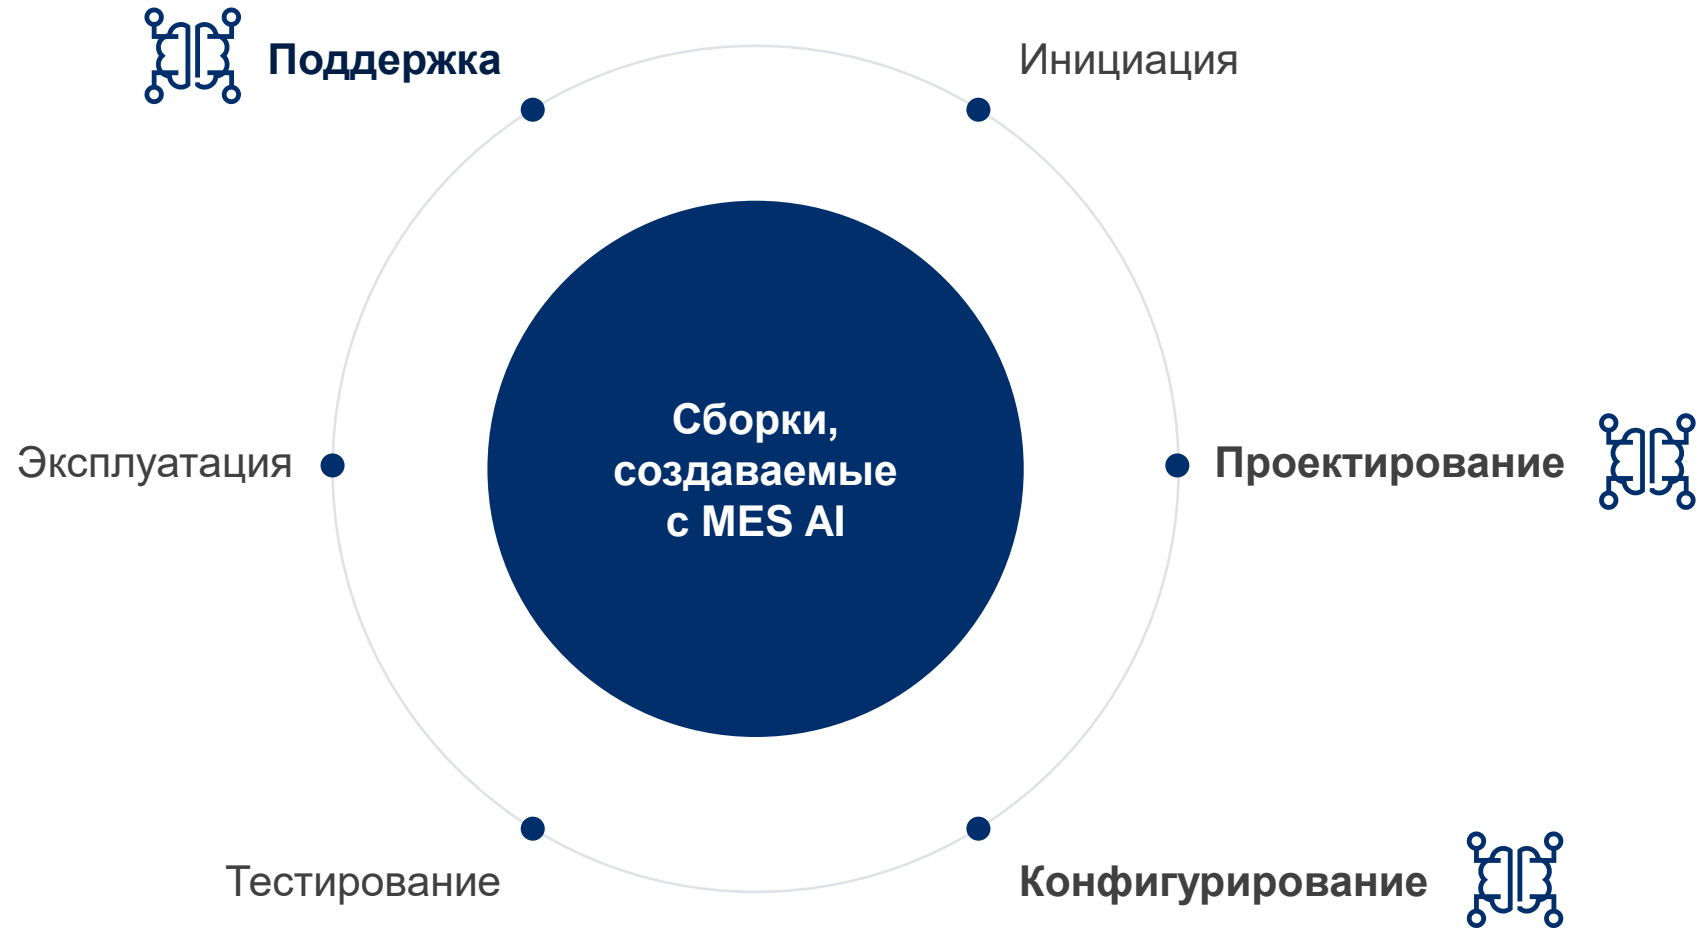 Поддержка
Инициация
Сборки,
создаваемые
с MES AI
Эксплуатация
Проектирование
Тестирование
Конфигурирование